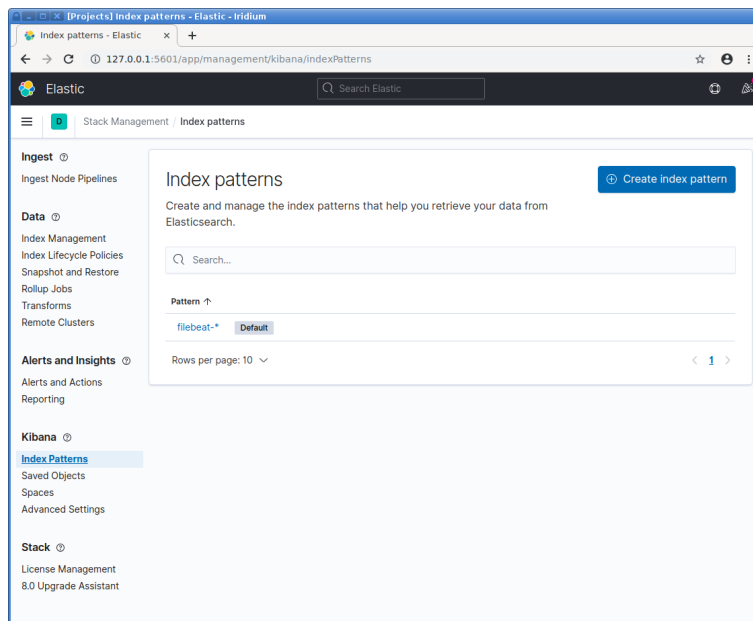 [Projects] Index patterns - Elastic - Iridium
Index patterns - Elastic
127.0.0.1:5601/app/management/kibana/indexPatterns
Elastic
Search Elastic
D
Stack Management / Index patterns
Ingest
Ingest Node Pipelines
Data
Index Management
Index Lifecycle Policies
Snapshot and Restore
Rollup Jobs
Transforms
Remote Clusters
Alerts and Insights
Alerts and Actions
Reporting
Kibana
Index Patterns
Saved Objects
Spaces
Advanced Settings
Stack
License Management
8.0 Upgrade Assistant
Index patterns
Create index pattern
Create and manage the index patterns that help you retrieve your data from
Elasticsearch.
Search...
Pattern
filebeat-* Default
Rows per page: 10
1